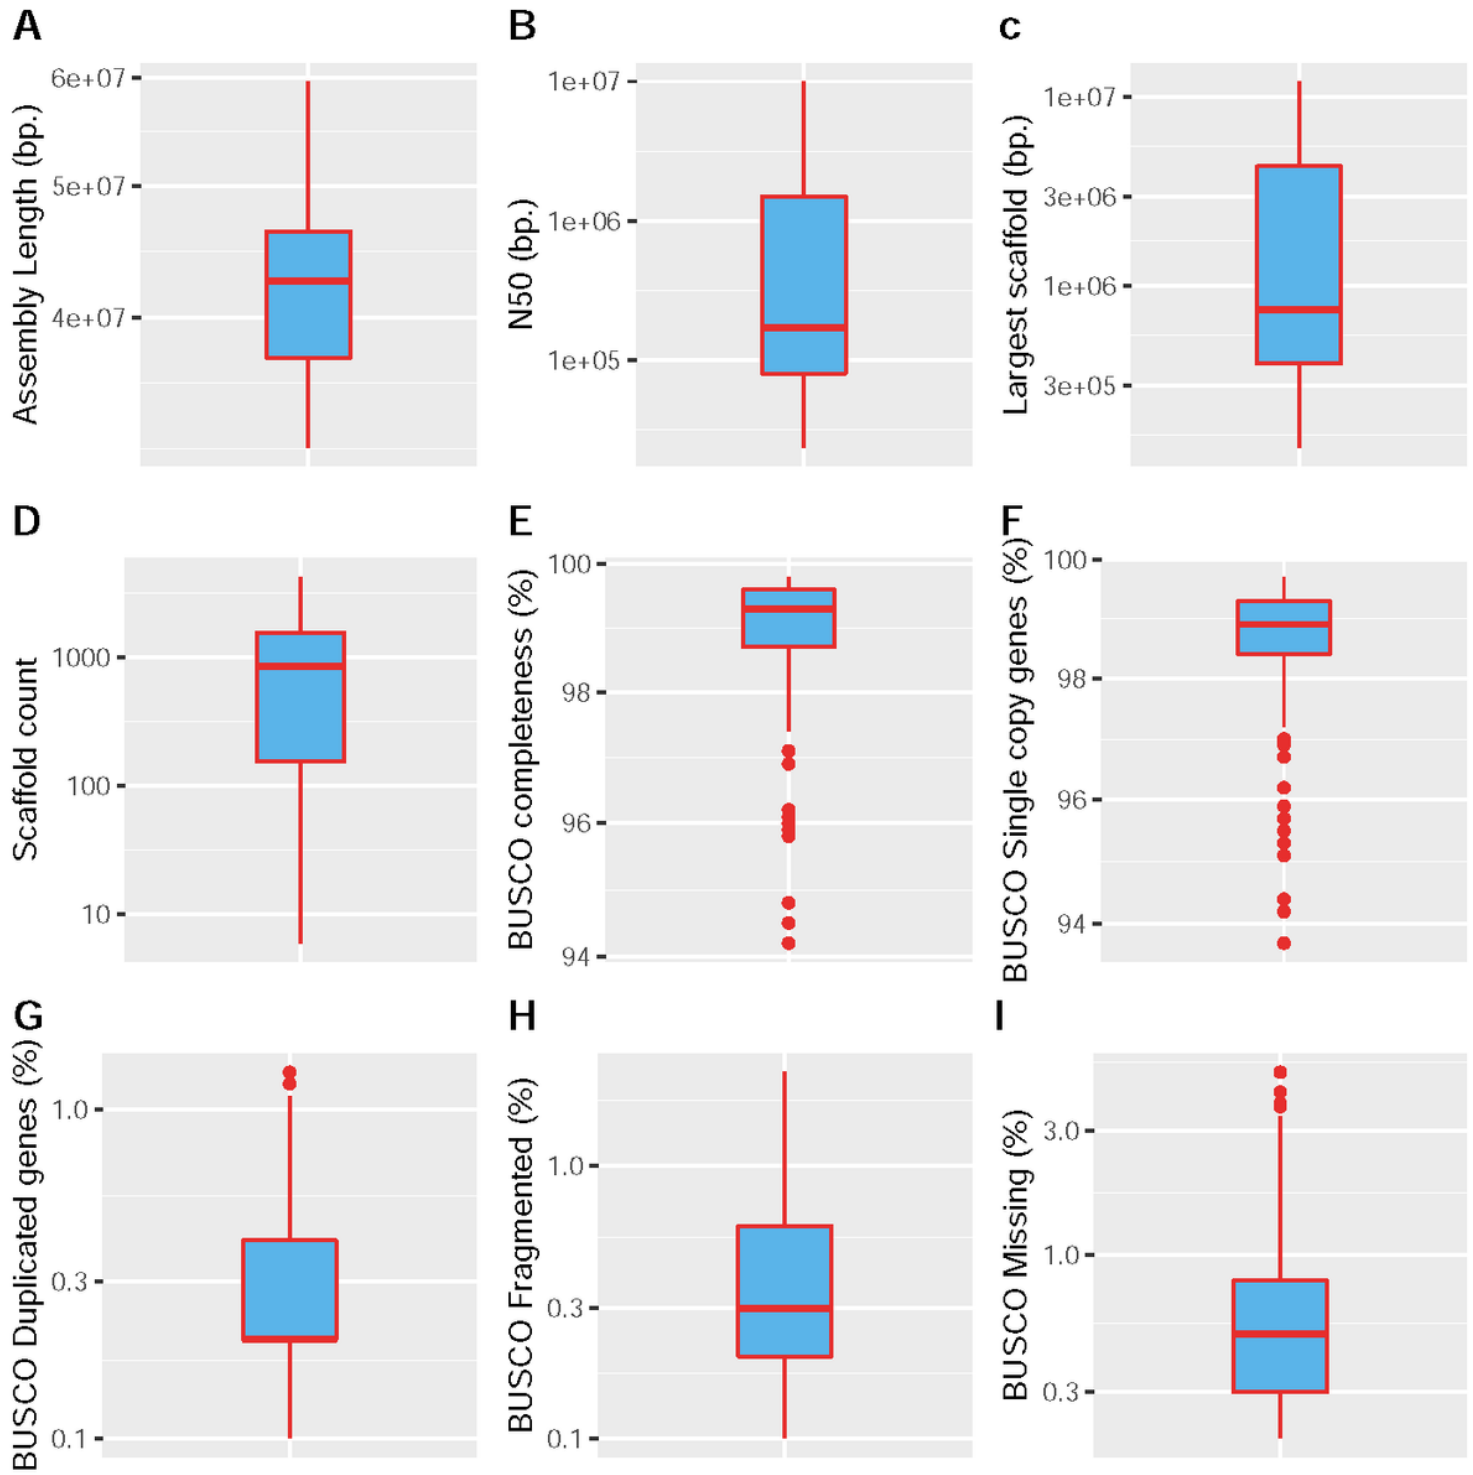 A
Assembly Length (bp.)
6e+07
5e+07
4e+07
B
N50 (bp.)
1e+07
1e+06
1e+05
c
Largest scaffold (bp.)
1e+07
3e+06
1e+06
3e+05
D
Scaffold count
1000
100
10
E
BUSCO completeness (%)
100
98
96
94
F
BUSCO Single copy genes (%)
100
98
96
94
G
BUSCO Duplicated genes (%)
1.0
0.3
0.1
H
BUSCO Fragmented (%)
1.0
0.3
0.1
I
BUSCO Missing (%)
3.0
1.0
0.3